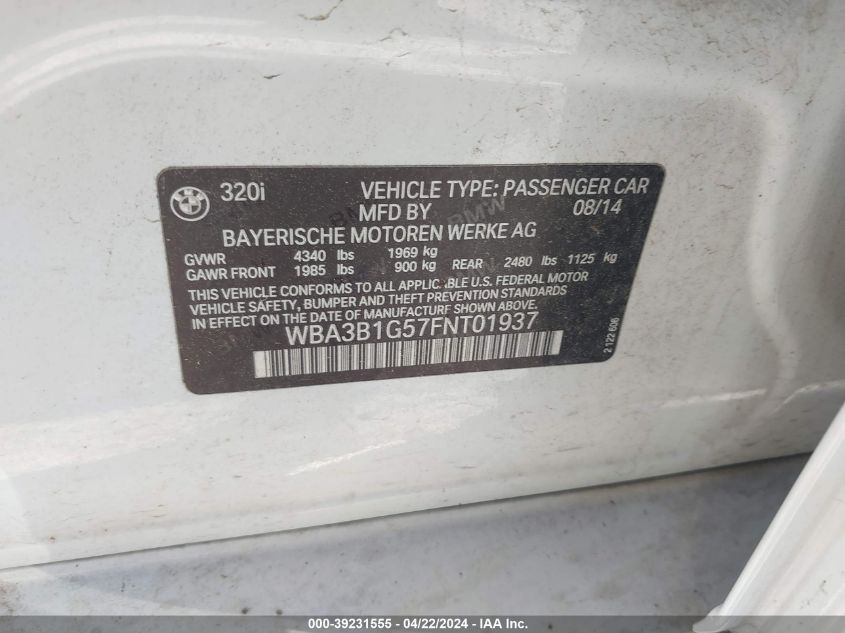 320i VEHICLE TYPE: PASSENGER CAR
MFD BY 08/14
BAYERISCHE MOTOREN WERKE AG
GVWR 4340 lbs 1969 kg
GAWR FRONT 1985 lbs 900 kg REAR 2480 lbs 1125 kg
THIS VEHICLE CONFORMS TO ALL APPLICABLE U.S. FEDERAL MOTOR
VEHICLE SAFETY, BUMPER AND THEFT PREVENTION STANDARDS
IN EFFECT ON THE DATE OF MANUFACTURE SHOWN ABOVE.
WBA3B1G57FNT01937
2 122 606
000-39231555 - 04/22/2024 - IAA Inc.